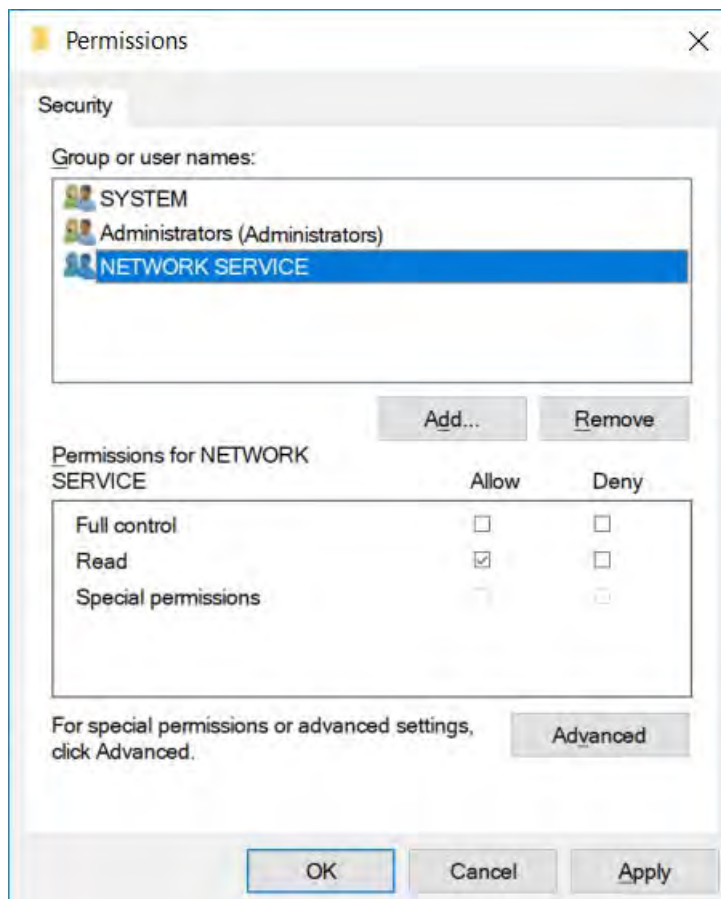 Permissions
Security
Group or user names:
SYSTEM
Administrators (Administrators)
NETWORK SERVICE
Add...
Remove
Permissions for NETWORK
SERVICE
Allow
Deny
Full control
Read
Special permissions
For special permissions or advanced settings,
click Advanced.
Advanced
OK
Cancel
Apply